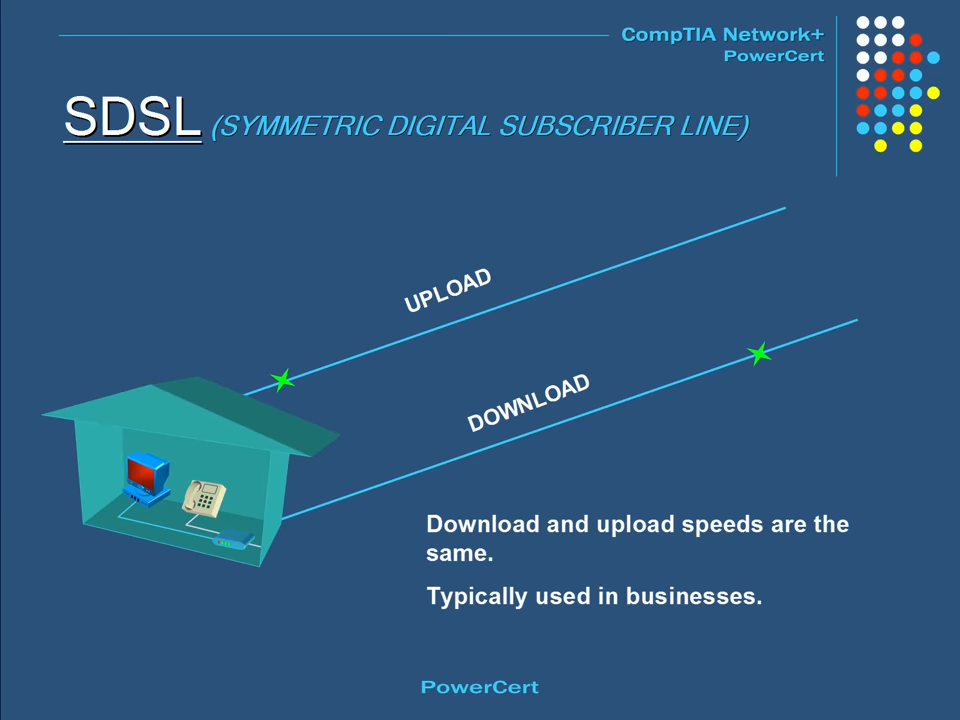 CompTIA Network+
PowerCert
SDSL (SYMMETRIC DIGITAL SUBSCRIBER LINE)
UPLOAD
DOWNLOAD
Download and upload speeds are the
same.
Typically used in businesses.
PowerCert